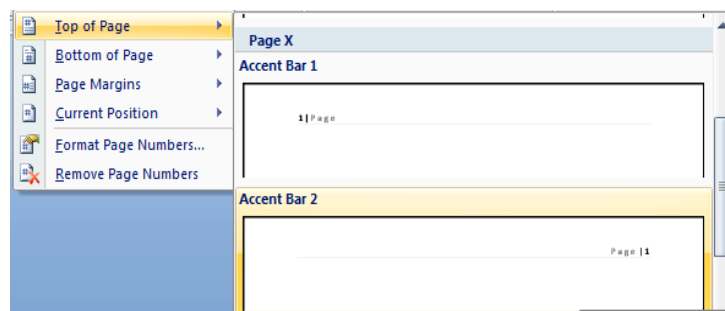 Top of Page
Bottom of Page
Page Margins
Current Position
Format Page Numbers...
Remove Page Numbers
Page X
Accent Bar 1
1|Page
Accent Bar 2
Page |1